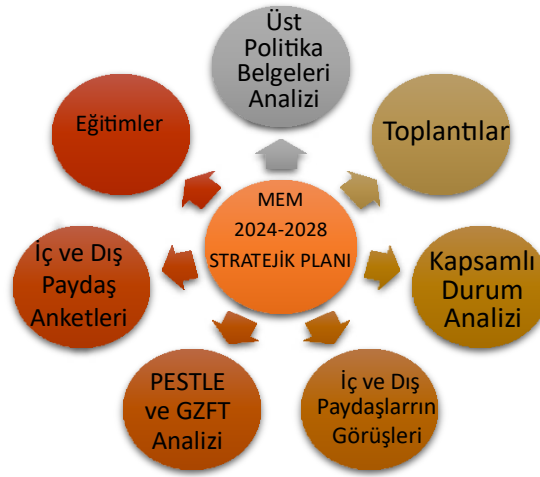 Üst
Politika
Belgeleri
Analizi
Toplantılar
Kapsamlı
Durum
Analizi
İç ve Dış
Paydaşlarrın
Görüşleri
PESTLE
ve GZFT
Analizi
İç ve Dış
Paydaş
Anketleri
Eğitimler
MEM
2024-2028
STRATEJİK PLANI